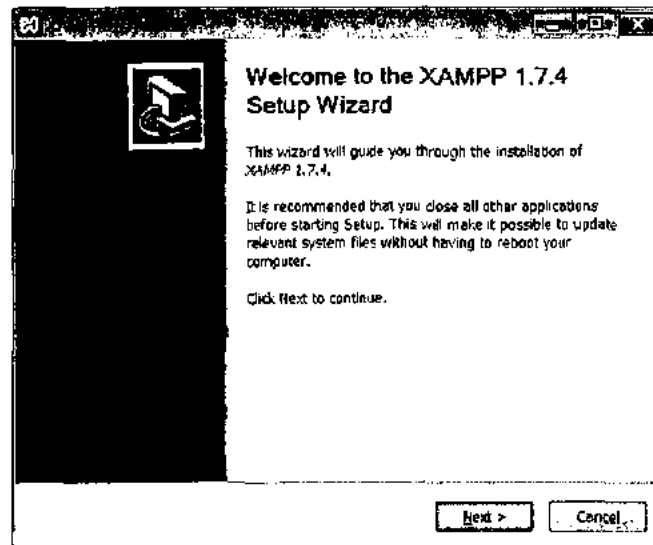 Welcome to the XAMPP 1.7.4
Setup Wizard
This wizard will guide you through the installation of
XAMPP 1.7.4.
It is recommended that you close all other applications
before starting Setup. This will make it possible to update
relevant system files without having to reboot your
computer.
Click Next to continue.
Next >
Cancel